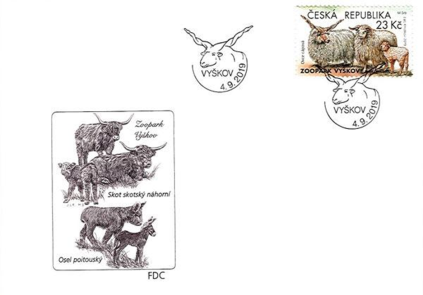 ČESKÁ REPUBLIKA
23 Kč
ZOOPARK VYŠKOV
VYŠKOV
4.9.2019
VYŠKOV
4.9.2019
Zoopark
Vyškov
Skot skotský náhorní
Osel poitouský
FDC